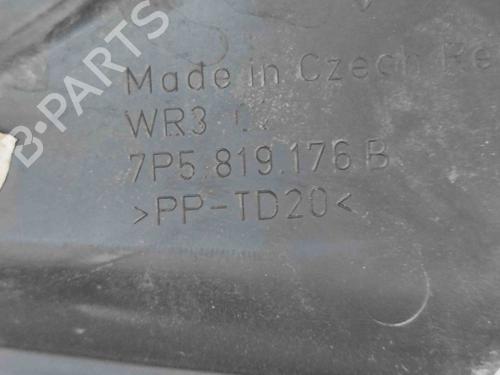 B-PARTS
Made in Czech Re
WR3
7P5.819.176 B
>PP-TD20<